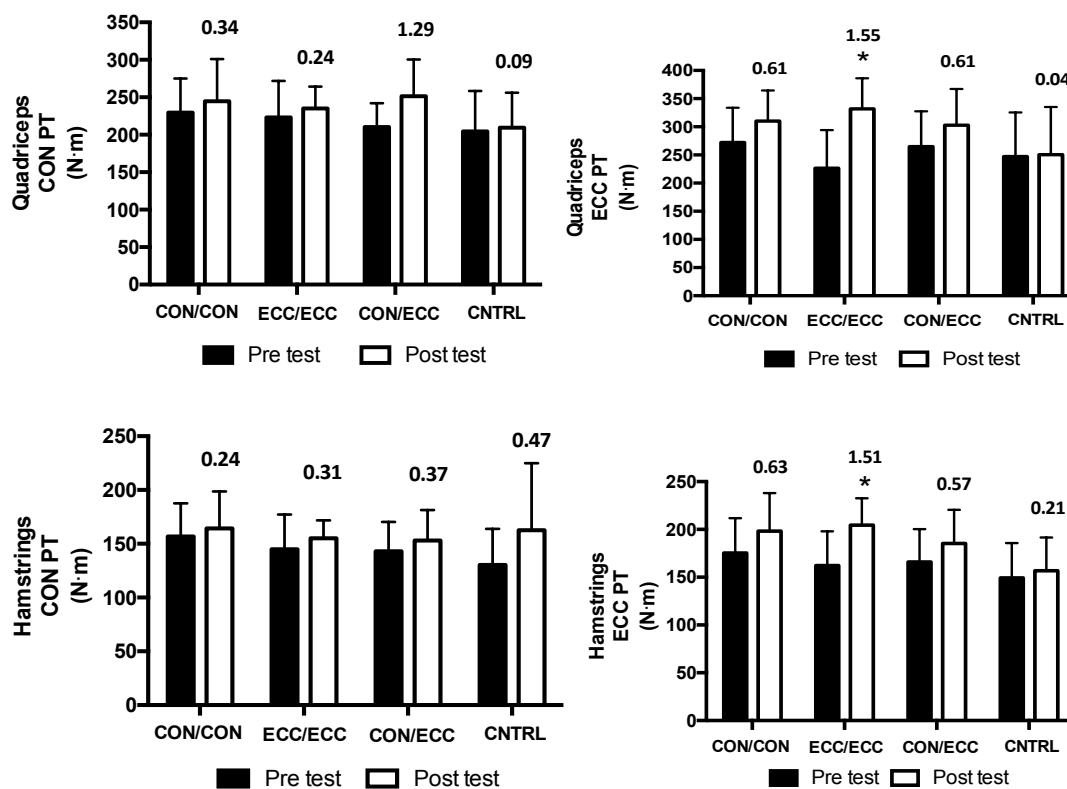 Quadriceps
CON PT
(N·m)
350
300
250
200
150
100
50
0
0.34
0.24
1.29
0.09
CON/CON
ECC/ECC
CON/ECC
CNTRL
Pre test
Post test
Quadriceps
ECC PT
(N·m)
400
350
300
250
200
150
100
50
0
0.61
1.55
*
0.61
0.04
CON/CON
ECC/ECC
CON/ECC
CNTRL
Pre test
Post test
Hamstrings
CON PT
(N·m)
250
200
150
100
50
0
0.24
0.31
0.37
0.47
CON/CON
ECC/ECC
CON/ECC
CNTRL
Pre test
Post test
Hamstrings
ECC PT
(N·m)
250
200
150
100
50
0
0.63
1.51
*
0.57
0.21
CON/CON
ECC/ECC
CON/ECC
CNTRL
Pre test
Post test